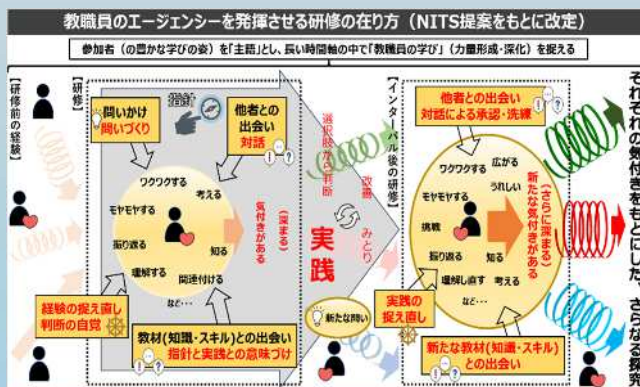 教職員のエージェンシーを発揮させる研修の在り方（NITS提案をもとに改定）
参加者（の豊かな学びの姿）を「主語」とし、長い時間軸の中で「教職員の学び」（力量形成・深化）を捉える
【研修前の経験】
【研修】
指針
問いかけ
問いづくり
他者との
出会い
対話
ワクワクする
考える
モヤモヤする
振り返る
知る
理解する
関連付ける
など…
（深まる）
気付きがある
経験の捉え直し
判断の自覚
教材(知識・スキル)との出会い
指針と実践との意味づけ
実践
選択肢から判断
改善
みとり
新たな問い
【インターバル後の研修】
他者との出会い
対話による承認・洗練
ワクワクする
広がる
うれしい
モヤモヤする
挑戦
振り返る
知る
理解し直す
考える
など…
（さらに深まる）
新たな気付きがある
実践の
捉え直し
新たな教材(知識・スキル)
との出会い
それぞれの気付きをもとにした、さらなる